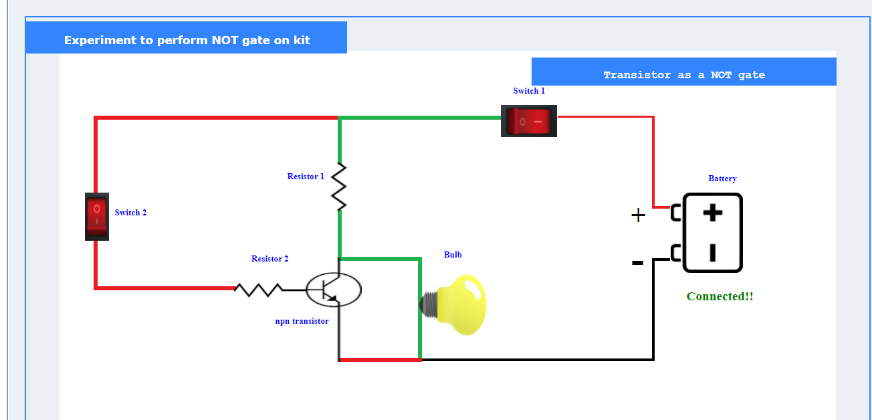 Experiment to perform NOT gate on kit
Transistor as a NOT gate
Switch 1
Resistor 1
Battery
Switch 2
+
-
Resistor 2
Bulb
npn transistor
Connected!!